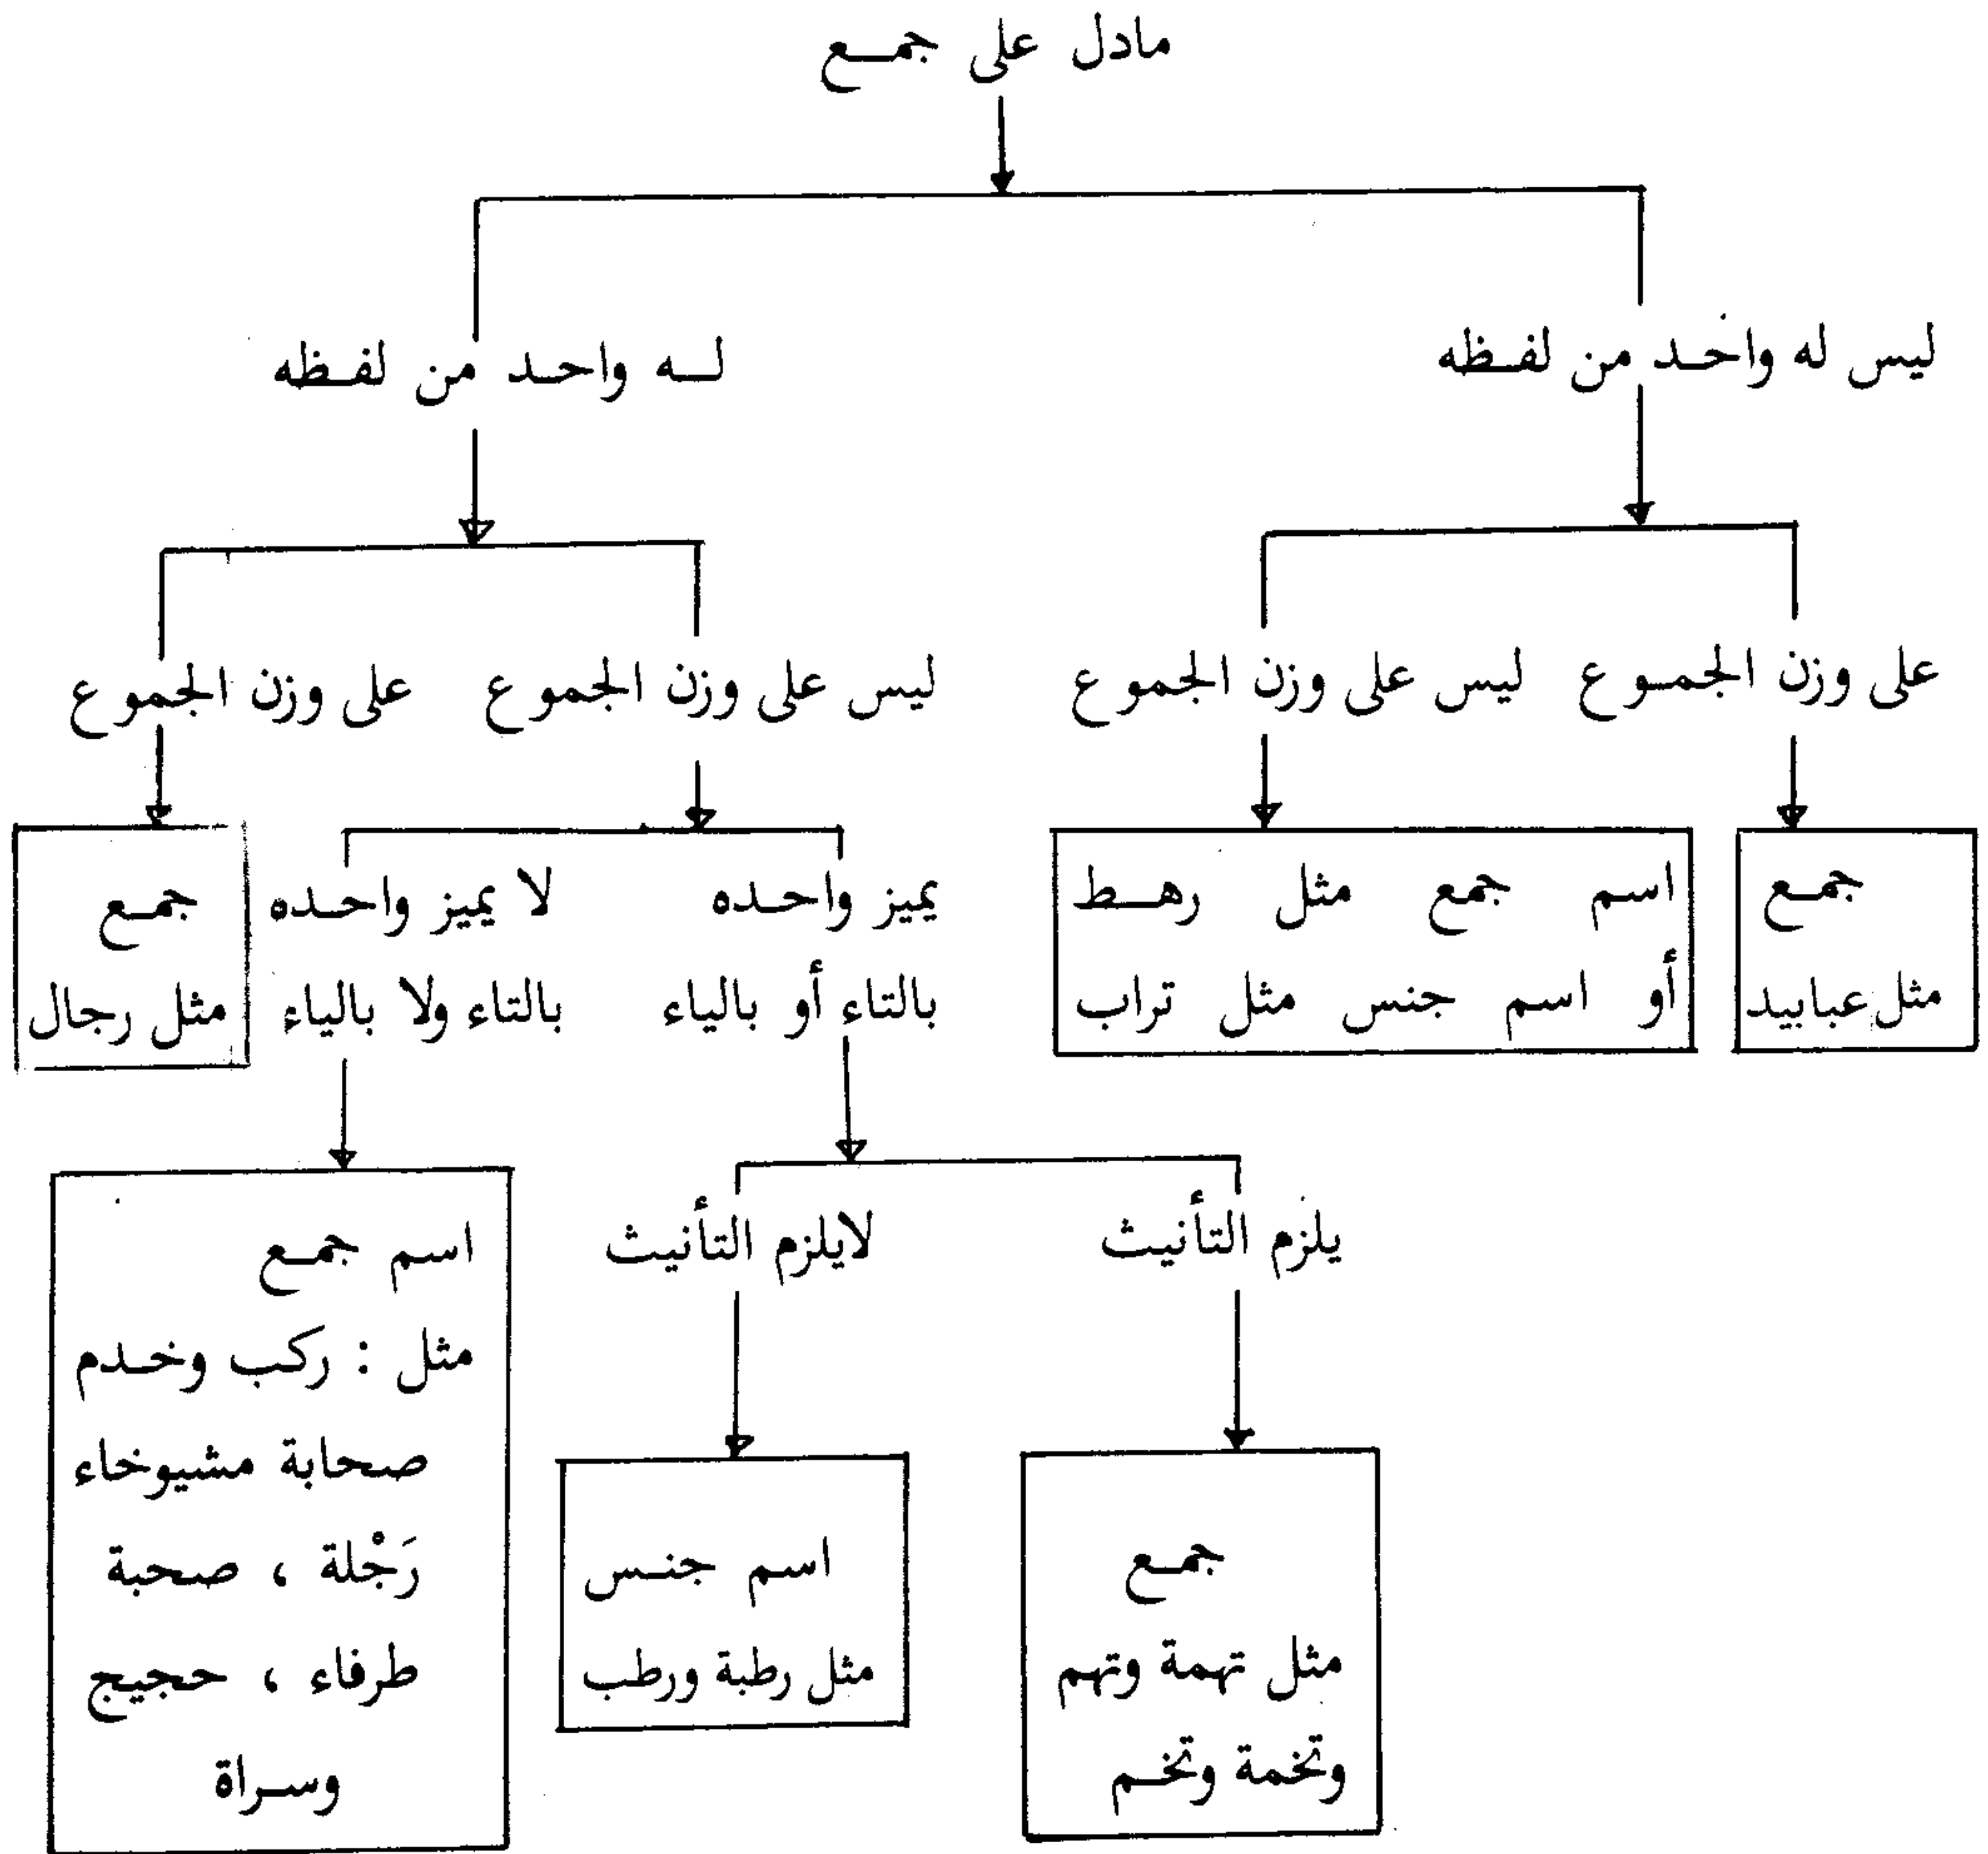 مادل على جمـع
ليس له واحد من لفظه
لـه واحد من لفظه
على وزن الجموع
ليس على وزن الجموع
ليس على وزن الجموع
على وزن الجموع
جمع
مثل عبابيد
اسم جمع مثل رهط
أو اسم جنس مثل تراب
يميز واحده
بالتاء أو بالياء
لا يميز واحده
بالتاء ولا بالياء
جمع
مثل رجال
يلزم التأنيث
لايلزم التأنيث
جمع
مثل تهمة وتهم
وتخمة وتخم
اسم جنس
مثل رطبة ورطب
اسم جمع
مثل : ركب وخدم
صحابة مشيوخاء
رَجْلة ، صحبة
طرفاء ، حجيج
وسراة